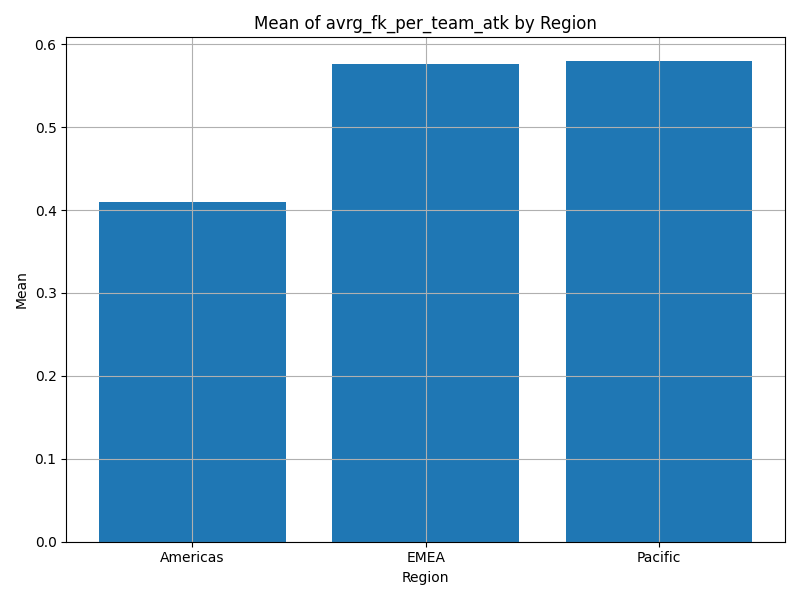 Mean of avrg_fk_per_team_atk by Region
0.6
0.5
0.4
0.3
0.2
0.1
0.0
Mean
Americas EMEA Pacific
Region